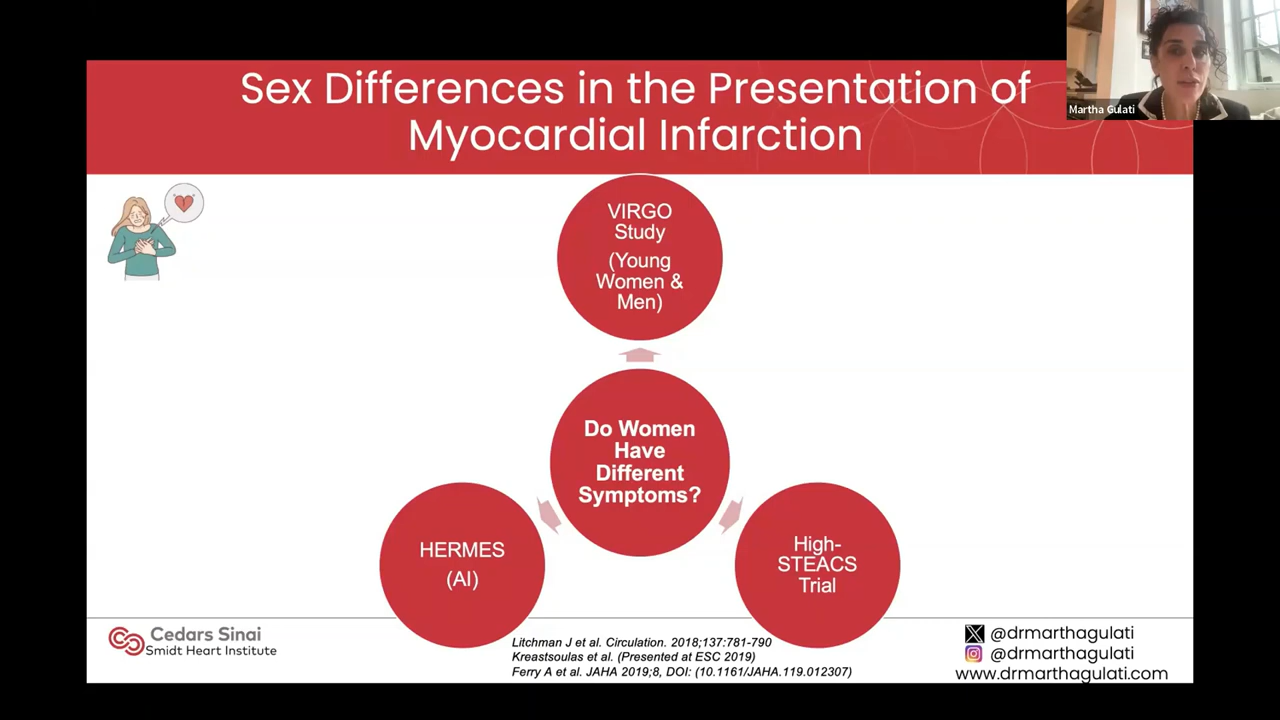 Sex Differences in the Presentation of
Myocardial Infarction
Martha Gulati
VIRGO
Study
(Young
Women &
Men)
Do Women
Have
Different
Symptoms?
HERMES
(AI)
High-
STEACS
Trial
Cedars Sinai
Smidt Heart Institute
Litchman J et al. Circulation. 2018;137:781-790
Kreastsoulas et al. (Presented at ESC 2019)
Ferry A et al. JAHA 2019;8, DOI: (10.1161/JAHA.119.012307)
@drmarthagulati
@drmarthagulati
www.drmarthagulati.com